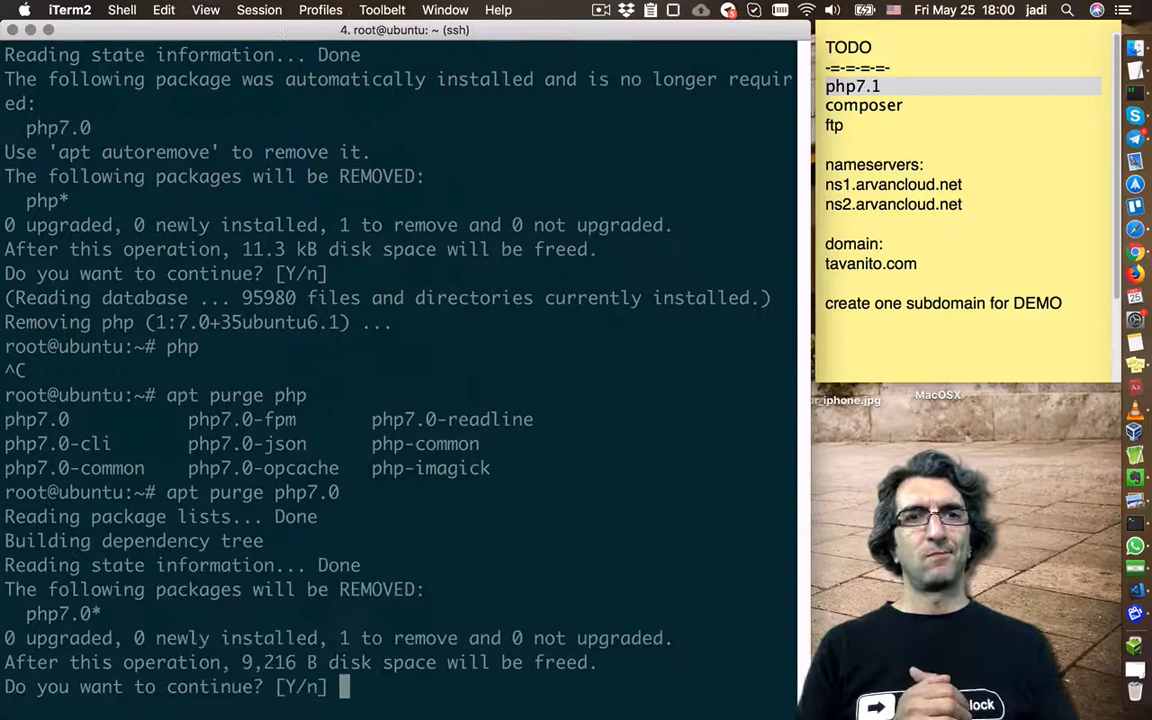 iTerm2 Shell Edit View Session Profiles Toolbelt Window Help Fri May 25 18:00 jadi
4. root@ubuntu: ~ (ssh)
Reading state information... Done
The following package was automatically installed and is no longer requir
ed:
php7.0
Use 'apt autoremove' to remove it.
The following packages will be REMOVED:
php*
0 upgraded, 0 newly installed, 1 to remove and 0 not upgraded.
After this operation, 11.3 kB disk space will be freed.
Do you want to continue? [Y/n]
(Reading database ... 95980 files and directories currently installed.)
Removing php (1:7.0+35ubuntu6.1) ...
root@ubuntu:~# php
^C
root@ubuntu:~# apt purge php
php7.0 php7.0-fpm php7.0-readline
php7.0-cli php7.0-json php-common
php7.0-common php7.0-opcache php-imagick
root@ubuntu:~# apt purge php7.0
Reading package lists... Done
Building dependency tree
Reading state information... Done
The following packages will be REMOVED:
php7.0*
0 upgraded, 0 newly installed, 1 to remove and 0 not upgraded.
After this operation, 9,216 B disk space will be freed.
Do you want to continue? [Y/n]
TODO
-=-=-=-=-
php7.1
composer
ftp
nameservers:
ns1.arvancloud.net
ns2.arvancloud.net
domain:
tavanito.com
create one subdomain for DEMO
ur_iphone.jpg MacOSX
lock